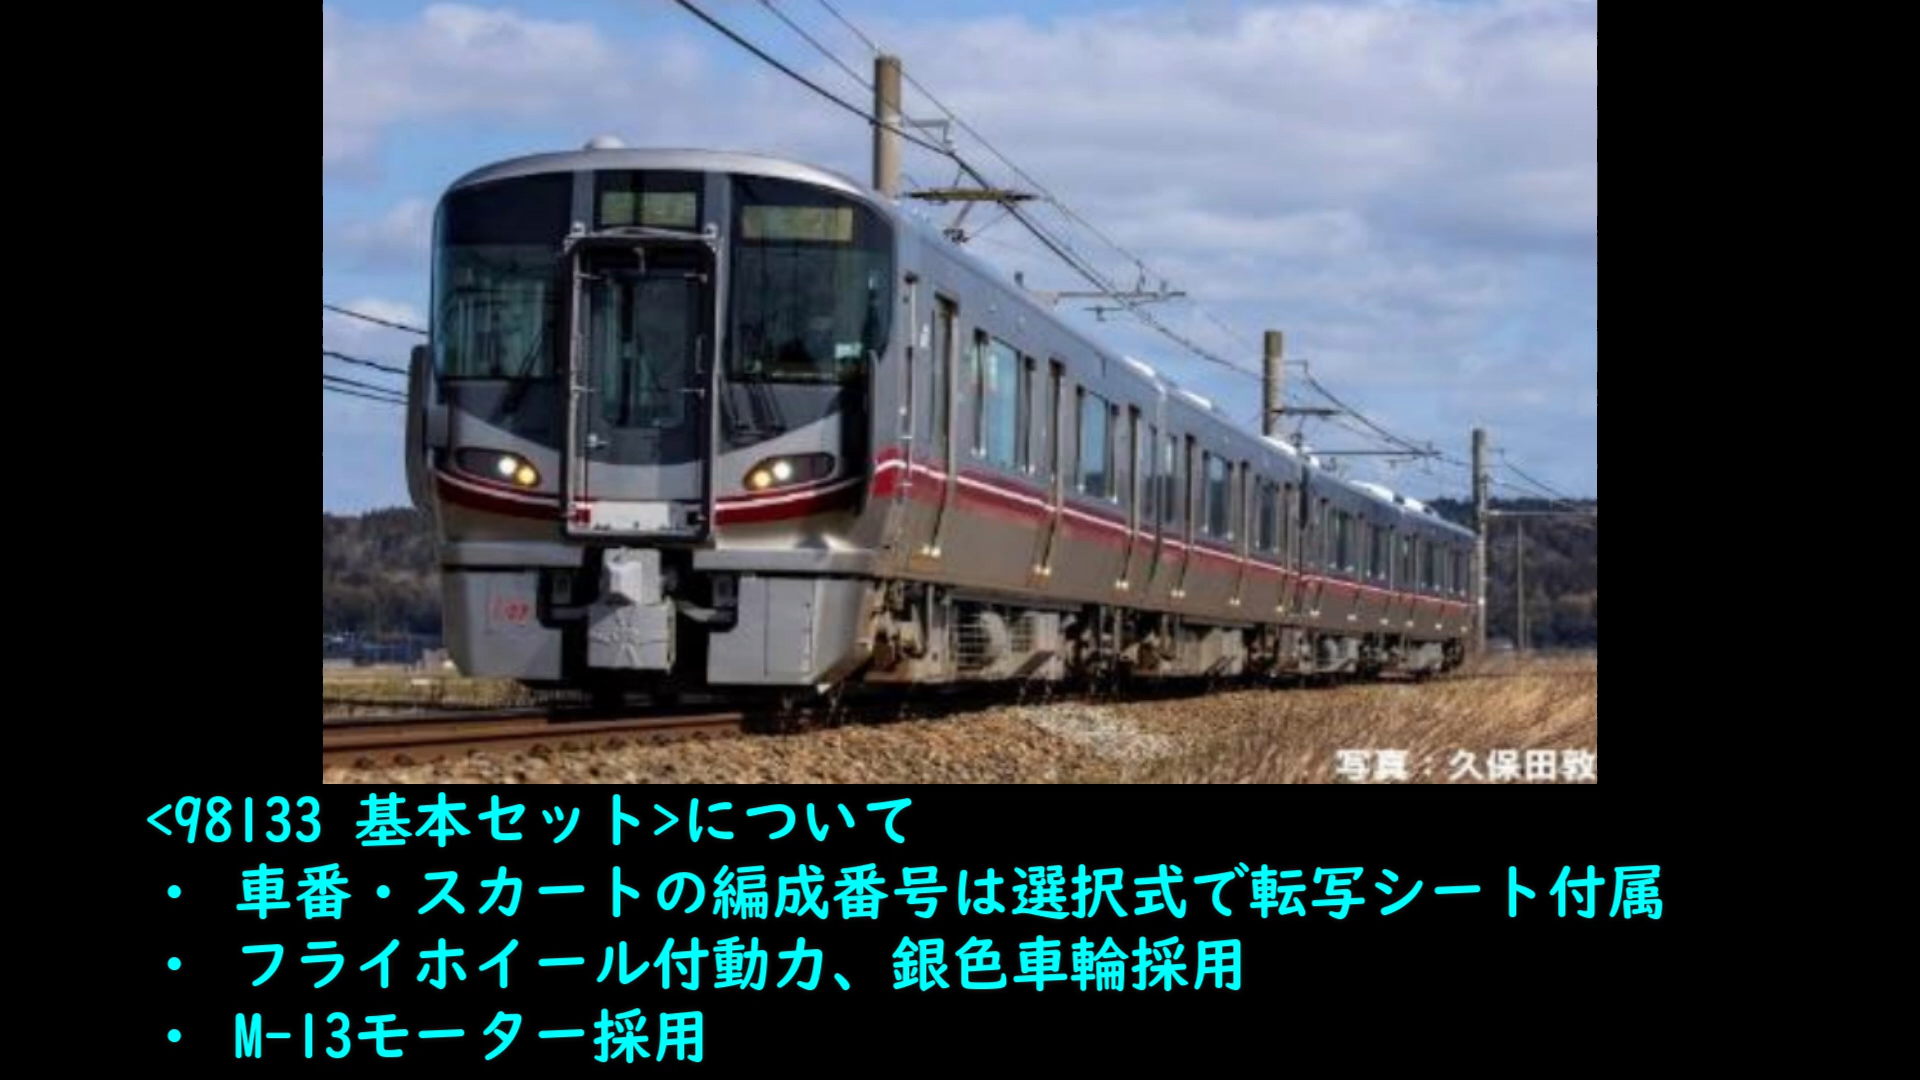 写真：久保田敦
<98133 基本セット>について
・ 車番・スカートの編成番号は選択式で転写シート付属
・ フライホイール付動力、銀色車輪採用
・ M-13モーター採用